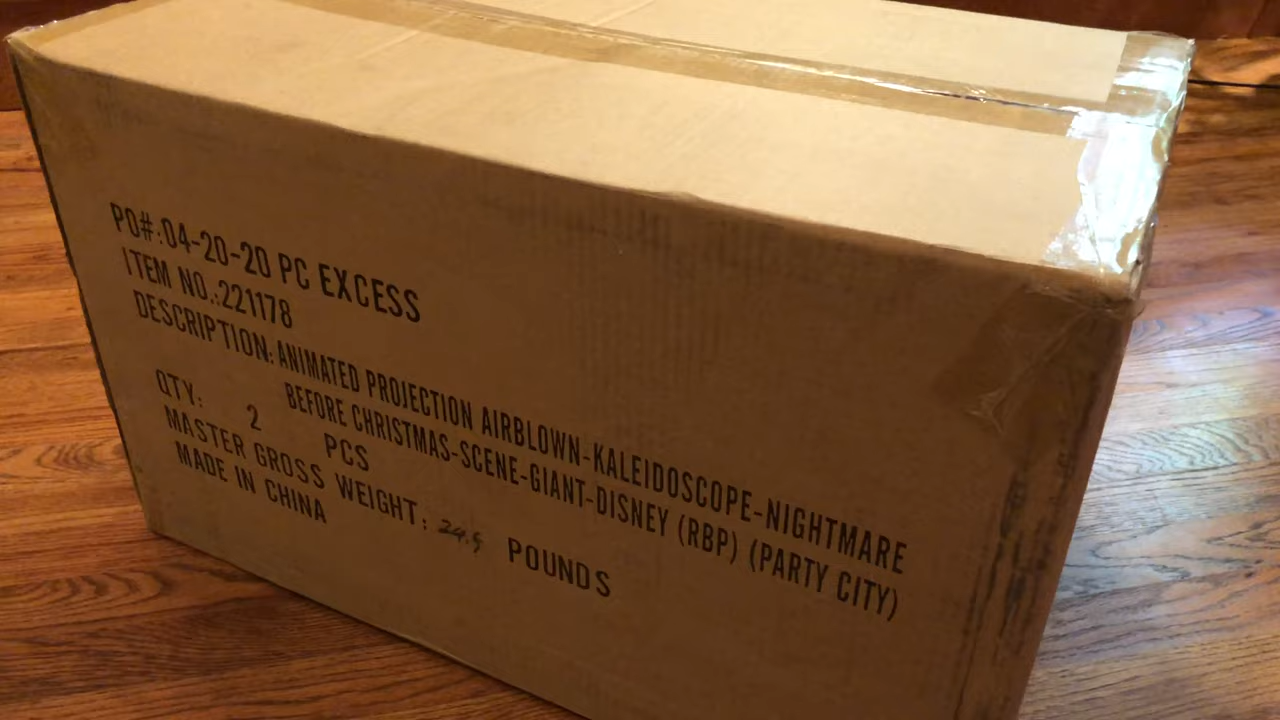 PO#:04-20-20 PC EXCESS
ITEM NO.:221178
DESCRIPTION: ANIMATED PROJECTION AIRBLOWN-KALEIDOSCOPE-NIGHTMARE
BEFORE CHRISTMAS-SCENE-GIANT-DISNEY (RBP) (PARTY CITY)
QTY: 2 PCS
MASTER GROSS WEIGHT: 24.5 POUNDS
MADE IN CHINA